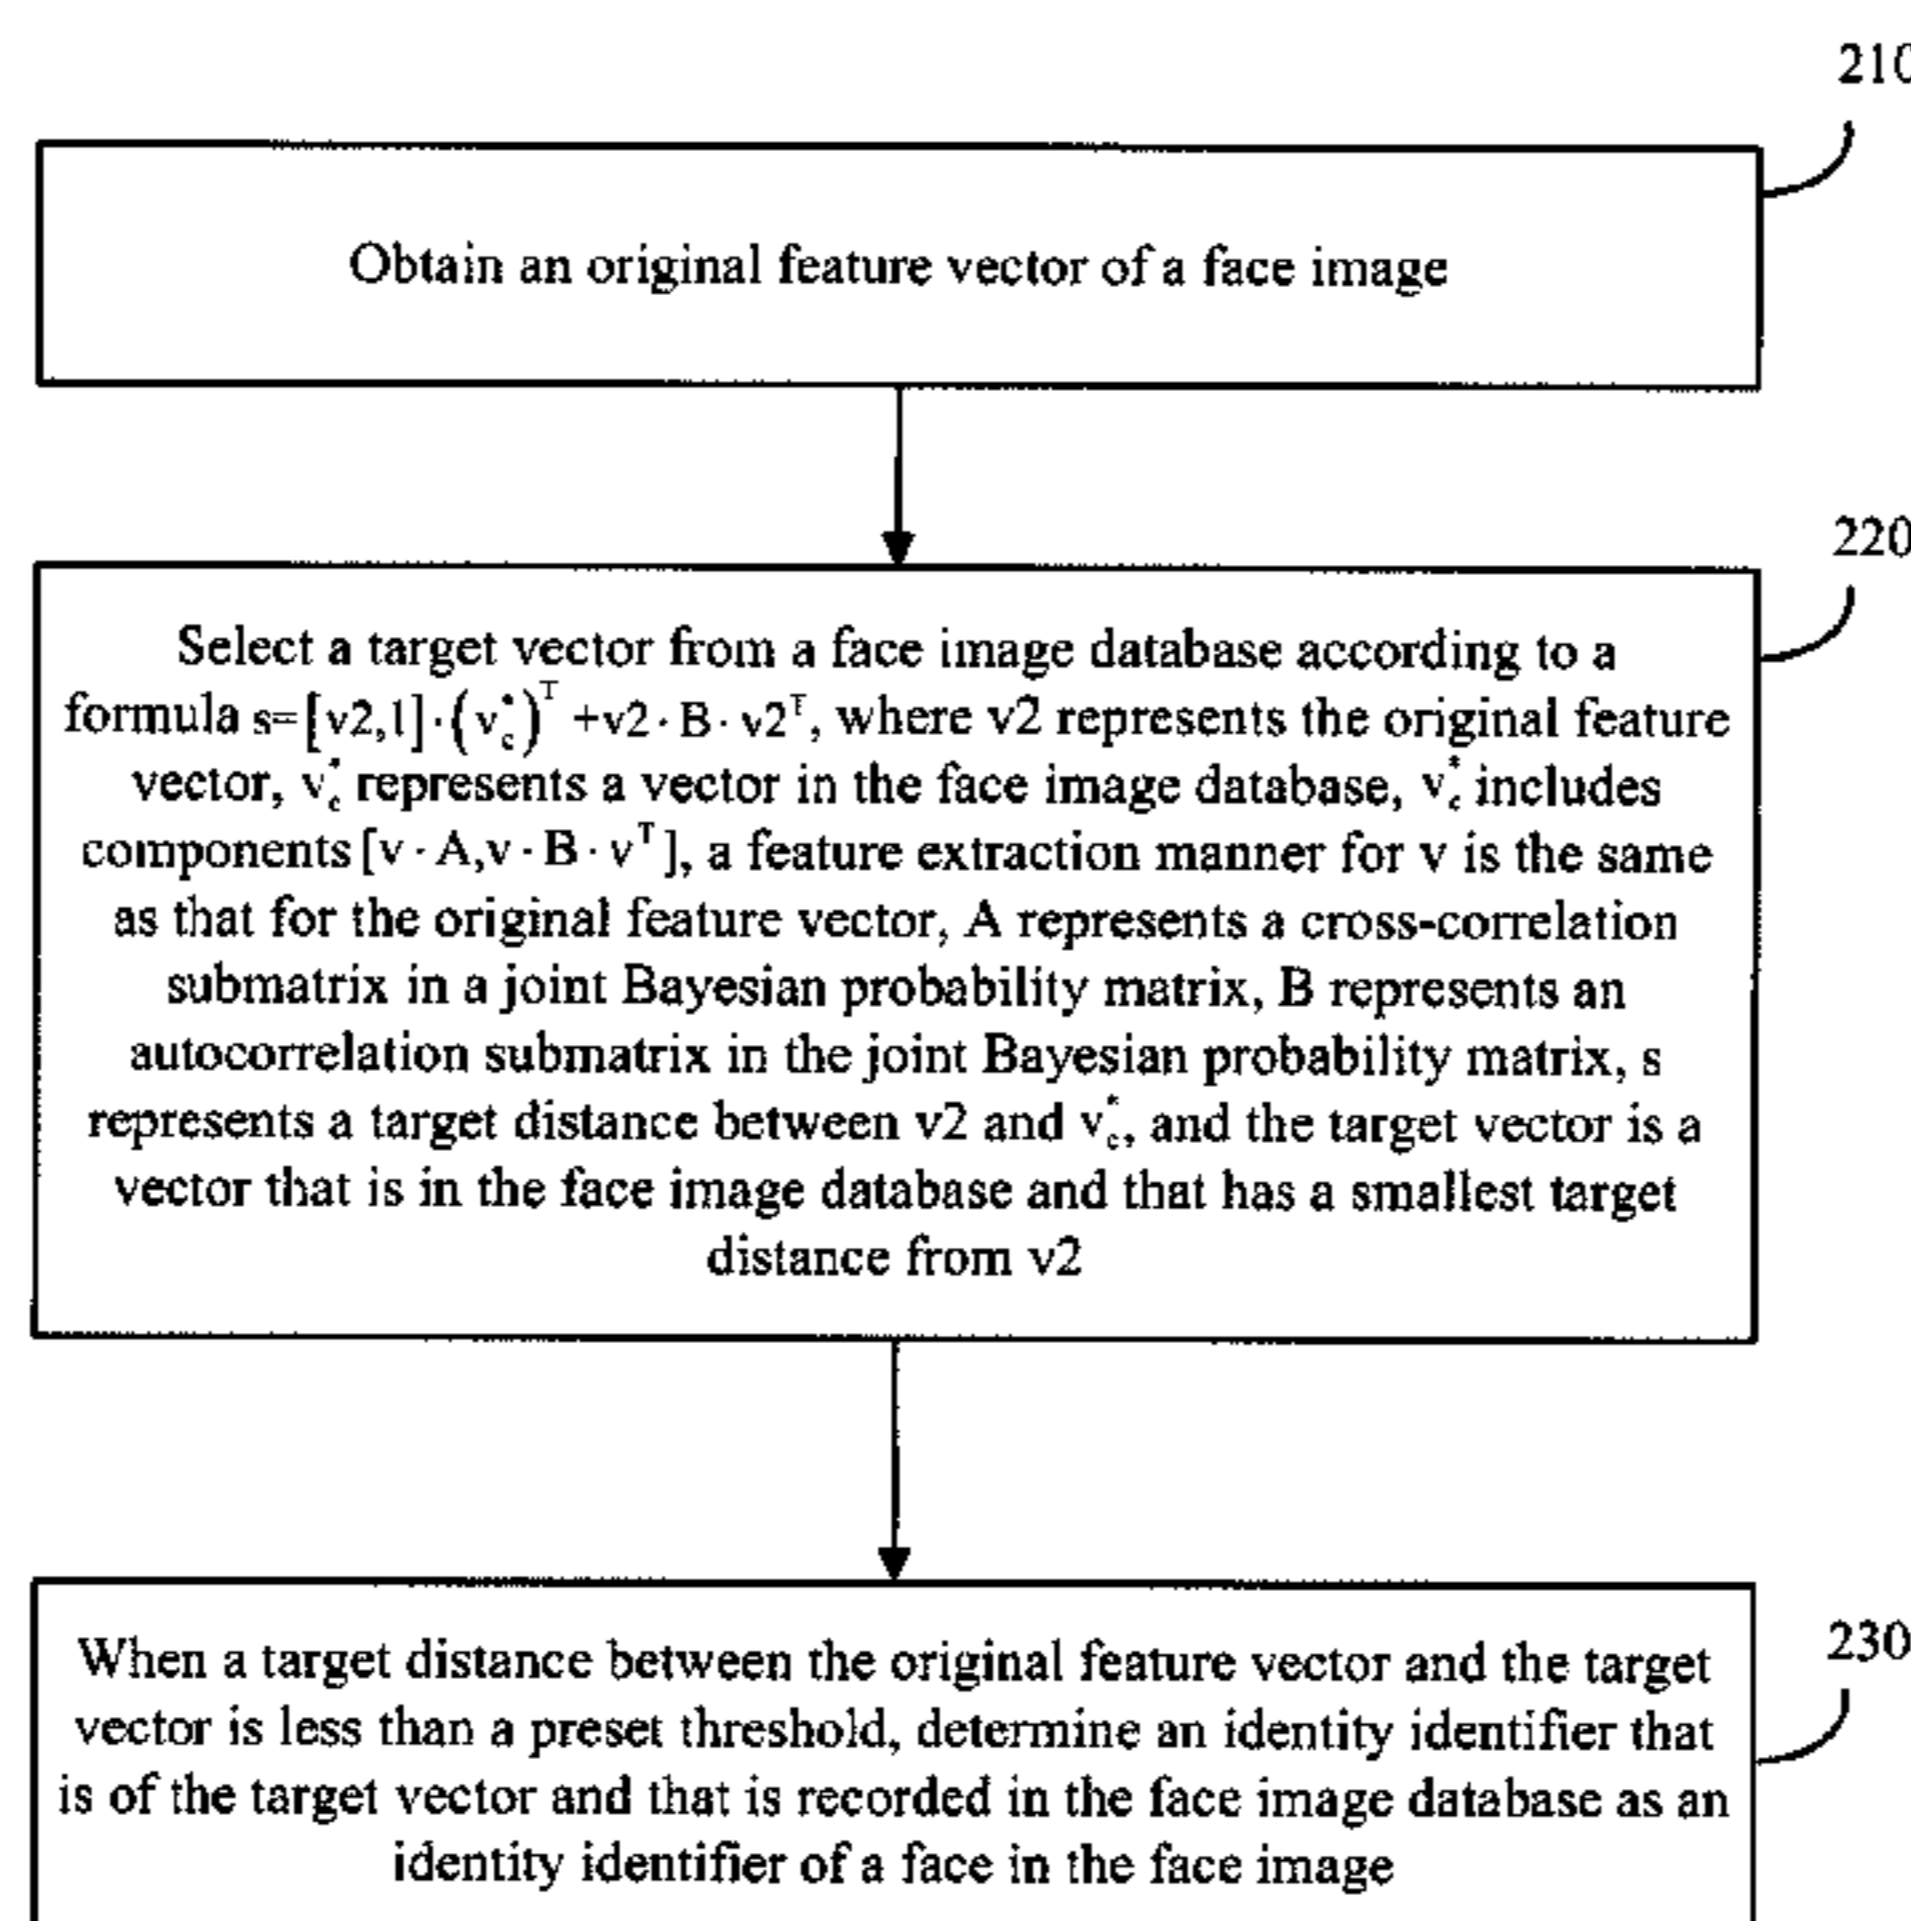 210
Obtain an original feature vector of a face image
220
Select a target vector from a face image database according to a
formula s=[v2,1]·(v_c^*)^T +v2·B·v2^T, where v2 represents the original feature
vector, v_c^* represents a vector in the face image database, v_c^* includes
components [v·A,v·B·v^T], a feature extraction manner for v is the same
as that for the original feature vector, A represents a cross-correlation
submatrix in a joint Bayesian probability matrix, B represents an
autocorrelation submatrix in the joint Bayesian probability matrix, s
represents a target distance between v2 and v_c^*, and the target vector is a
vector that is in the face image database and that has a smallest target
distance from v2
230
When a target distance between the original feature vector and the target
vector is less than a preset threshold, determine an identity identifier that
is of the target vector and that is recorded in the face image database as an
identity identifier of a face in the face image